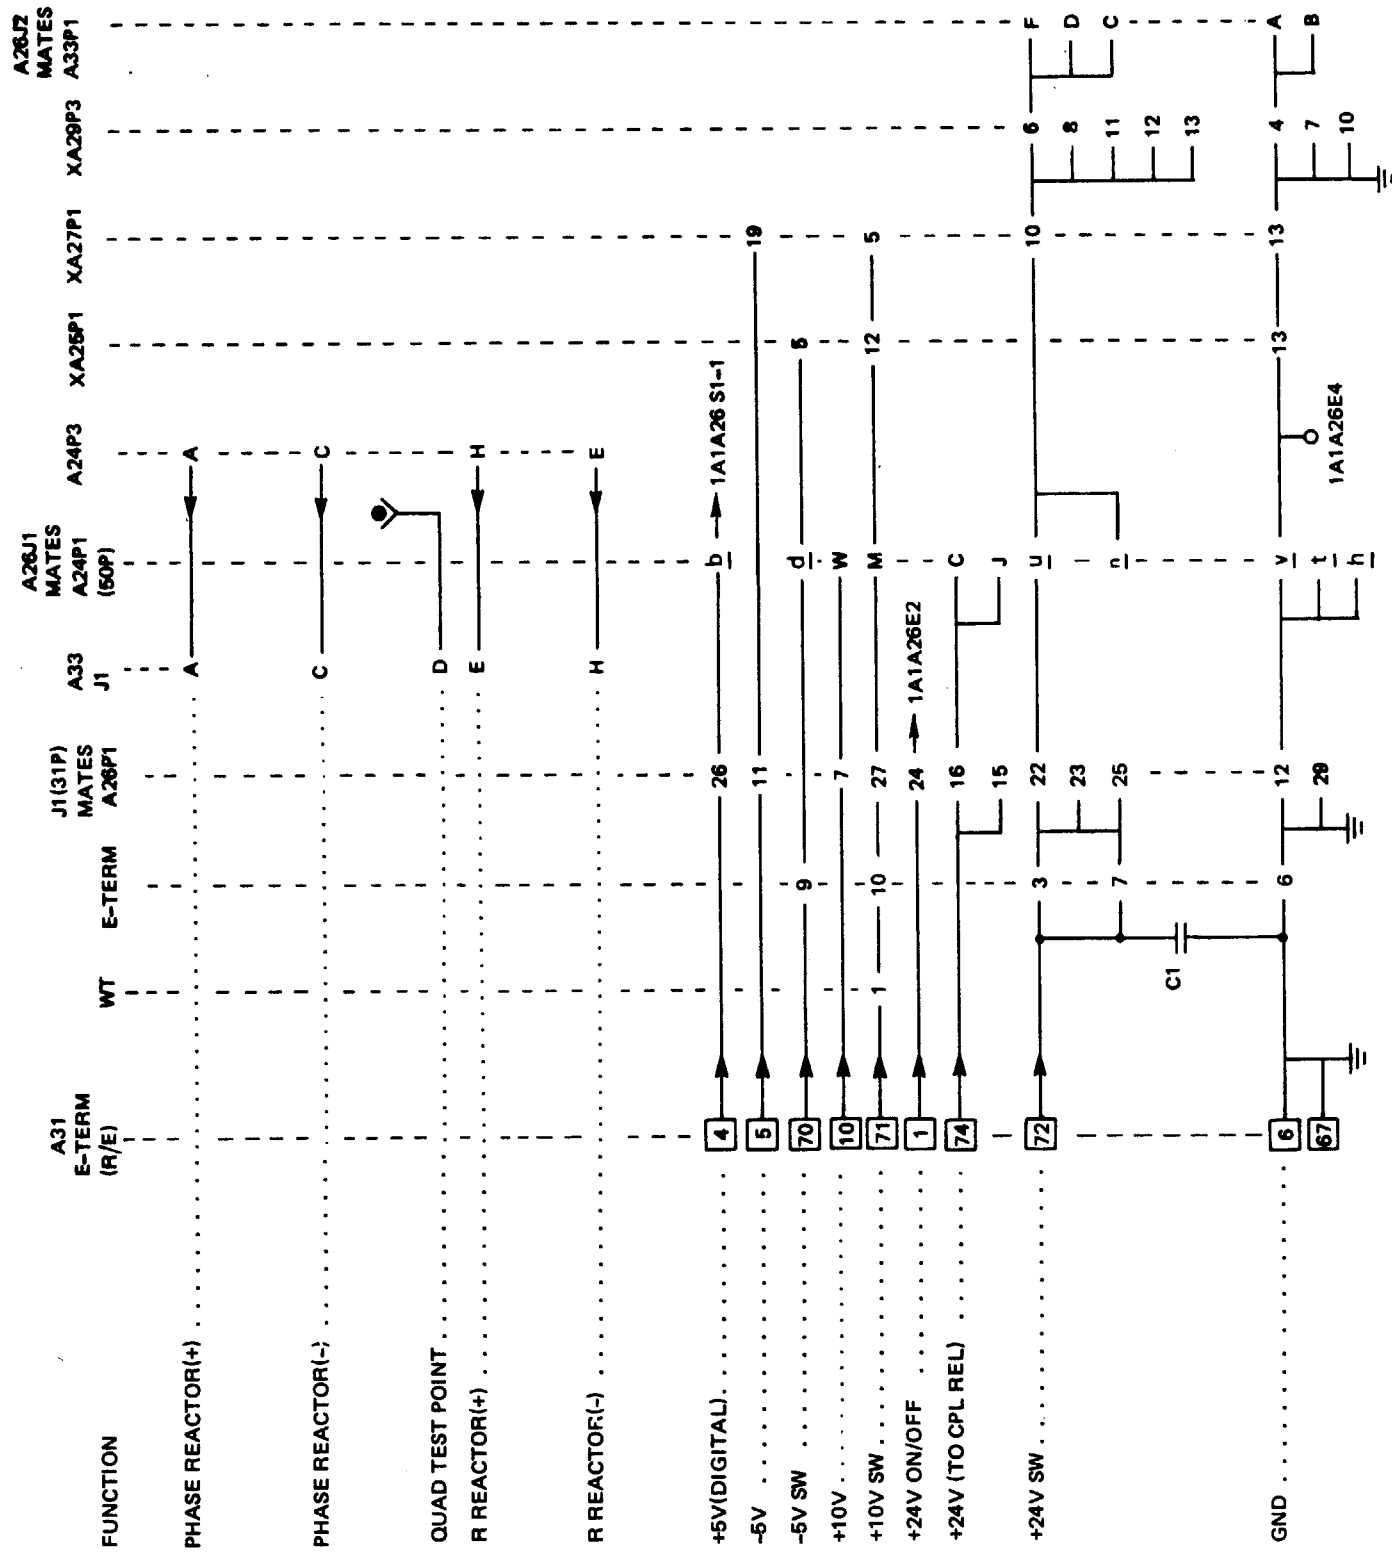 FUNCTION
A31
E-TERM
(R/E)
WT
E-TERM
J1(31P)
MATES
A26P1
A33
J1
A26J1
MATES
A24P1
(50P)
A24P3
XA25P1
XA27P1
XA29P3
A26J2
MATES
A33P1
PHASE REACTOR(+) A A
PHASE REACTOR(-) C C
QUAD TEST POINT D
R REACTOR(+) E H
R REACTOR(-) H E
+5V(DIGITAL) 4 26 b 1A1A26 S1-1
-5V 5 11 19
-5V SW 70 9 d 5
+10V 10 7 W
+10V SW 71 1 10 27 M 12 5
+24V ON/OFF 1 24 1A1A26E2
+24V (TO CPL REL) 74 16 C
15 J
+24V SW 72 3 22 u 10 6 F
23 8 D
7 25 n 11 C
12
13
C1
GND 6 6 12 v 13 13 4 A
67 29 t 7 B
h 10
1A1A26E4